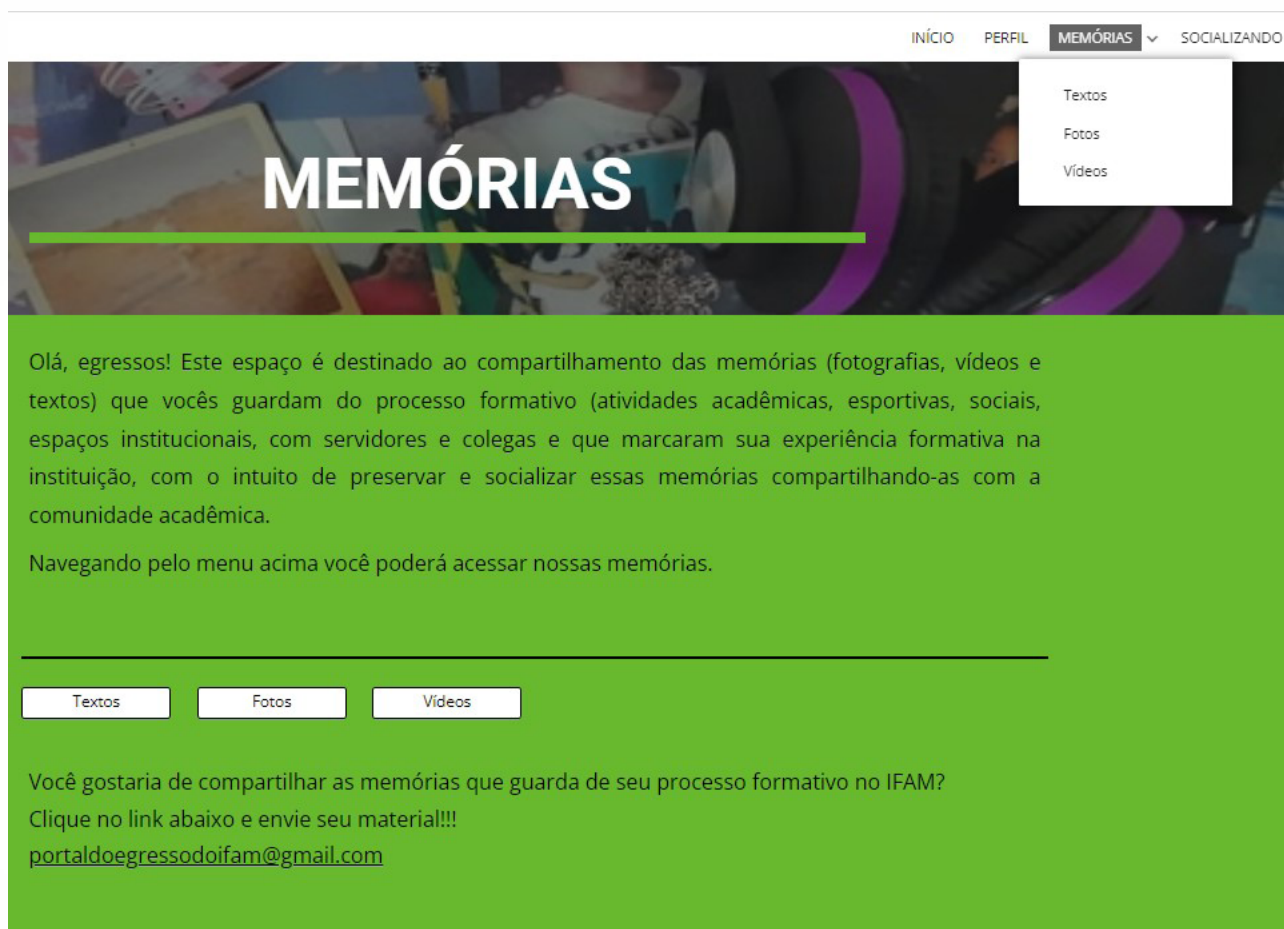 INÍCIO PERFIL MEMÓRIAS SOCIALIZANDO
Textos
Fotos
Vídeos
MEMÓRIAS
Olá, egressos! Este espaço é destinado ao compartilhamento das memórias (fotografias, vídeos e
textos) que vocês guardam do processo formativo (atividades acadêmicas, esportivas, sociais,
espaços institucionais, com servidores e colegas e que marcaram sua experiência formativa na
instituição, com o intuito de preservar e socializar essas memórias compartilhando-as com a
comunidade acadêmica.
Navegando pelo menu acima você poderá acessar nossas memórias.
Textos Fotos Vídeos
Você gostaria de compartilhar as memórias que guarda de seu processo formativo no IFAM?
Clique no link abaixo e envie seu material!!!
portaldoegressodoifam@gmail.com